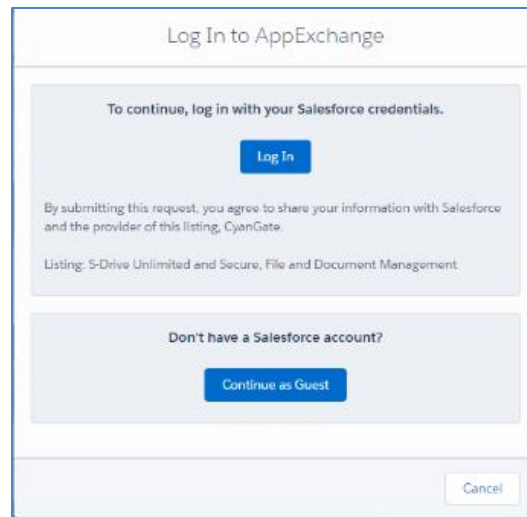 Log In to AppExchange
To continue, log in with your Salesforce credentials.
Log In
By submitting this request, you agree to share your information with Salesforce
and the provider of this listing, CyanGate.
Listing: S-Drive Unlimited and Secure, File and Document Management
Don't have a Salesforce account?
Continue as Guest
Cancel